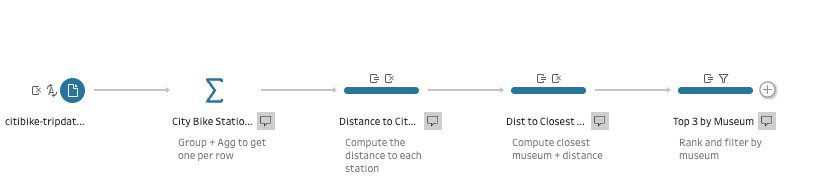 citibike-tripdat...
City Bike Statio...
Group + Agg to get
one per row
Distance to Cit...
Compute the
distance to each
station
Dist to Closest ...
Compute closest
museum + distance
Top 3 by Museum
Rank and filter by
museum